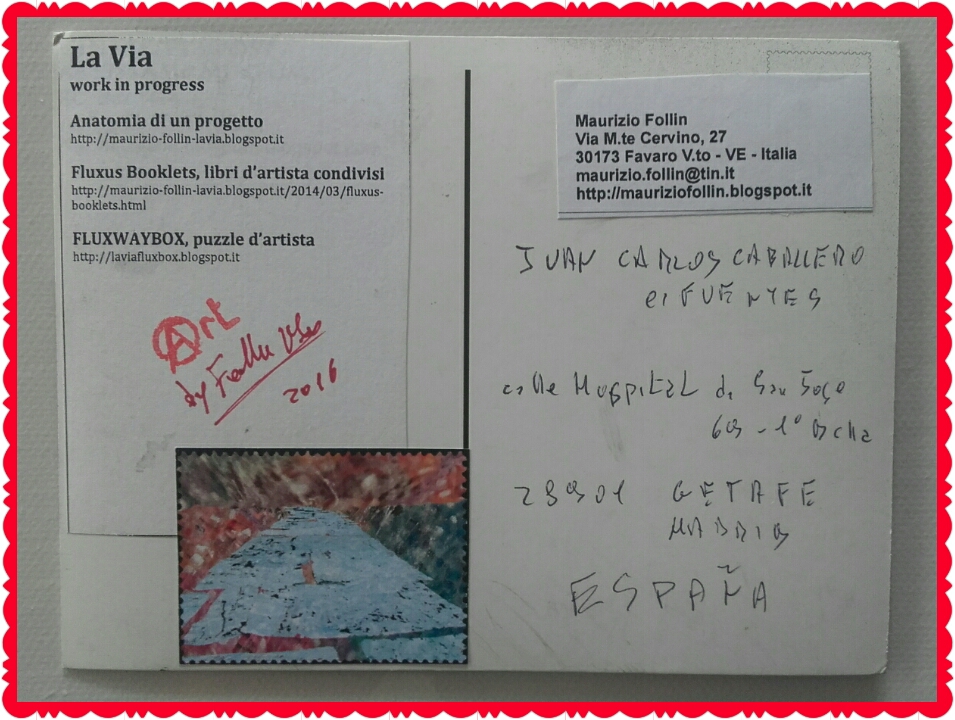 La Via
work in progress
Anatomia di un progetto
http://maurizio-follin-lavia.blogspot.it
Fluxus Booklets, libri d'artista condivisi
http://maurizio-follin-lavia.blogspot.it/2014/03/fluxus-
booklets.html
FLUXWAYBOX, puzzle d'artista
http://laviafluxbox.blogspot.it
Art
by
2016
Maurizio Follin
Via M.te Cervino, 27
30173 Favaro V.to - VE - Italia
maurizio.follin@tin.it
http://mauriziofollin.blogspot.it
JUAN CARLOS CABALLERO
CIFUENTES
calle Hospital de San
1º
28901 GETAFE
MADRID
ESPAÑA